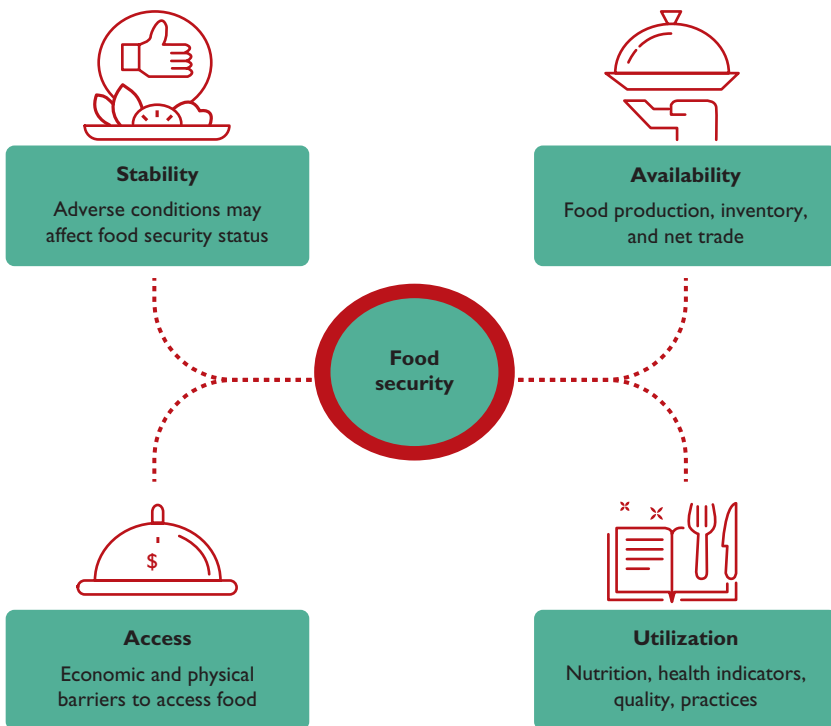 Stability
Adverse conditions may
affect food security status
Availability
Food production, inventory,
and net trade
Food
security
$
Access
Economic and physical
barriers to access food
Utilization
Nutrition, health indicators,
quality, practices